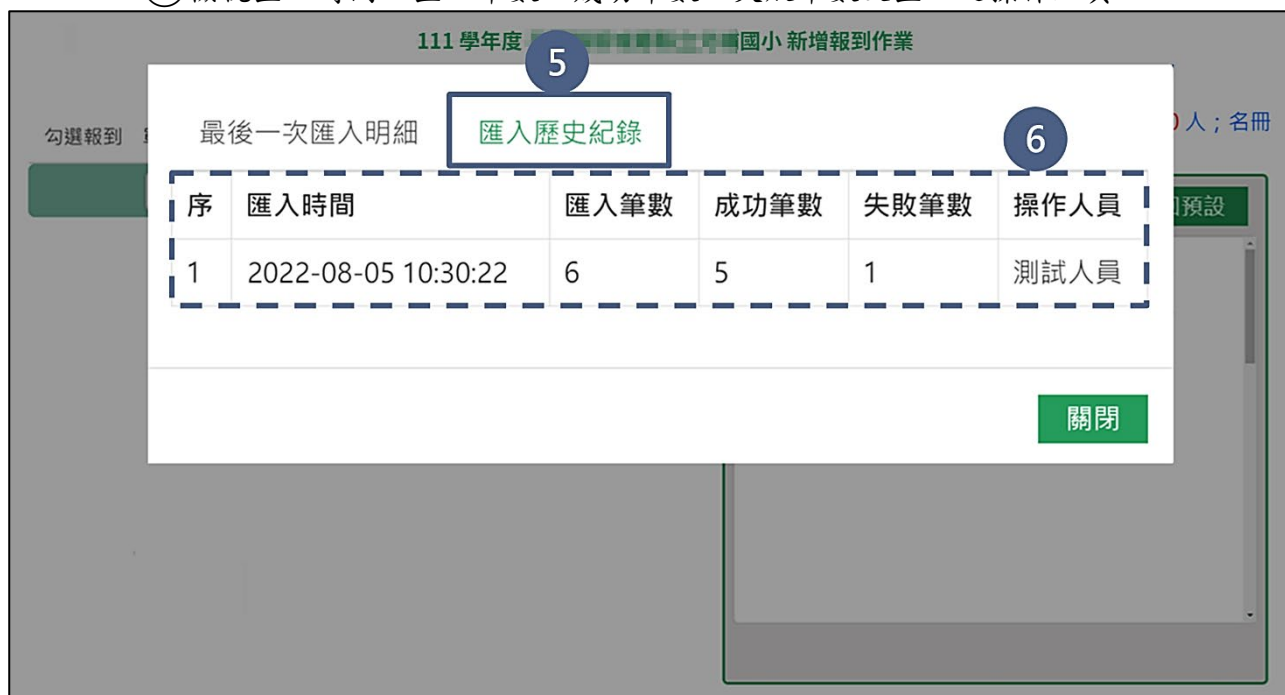 111 學年度 國小 新增報到作業
5
最後一次匯入明細 匯入歷史紀錄
6
勾選報到 人；名冊
序 匯入時間 匯入筆數 成功筆數 失敗筆數 操作人員
預設
1 2022-08-05 10:30:22 6 5 1 測試人員
關閉